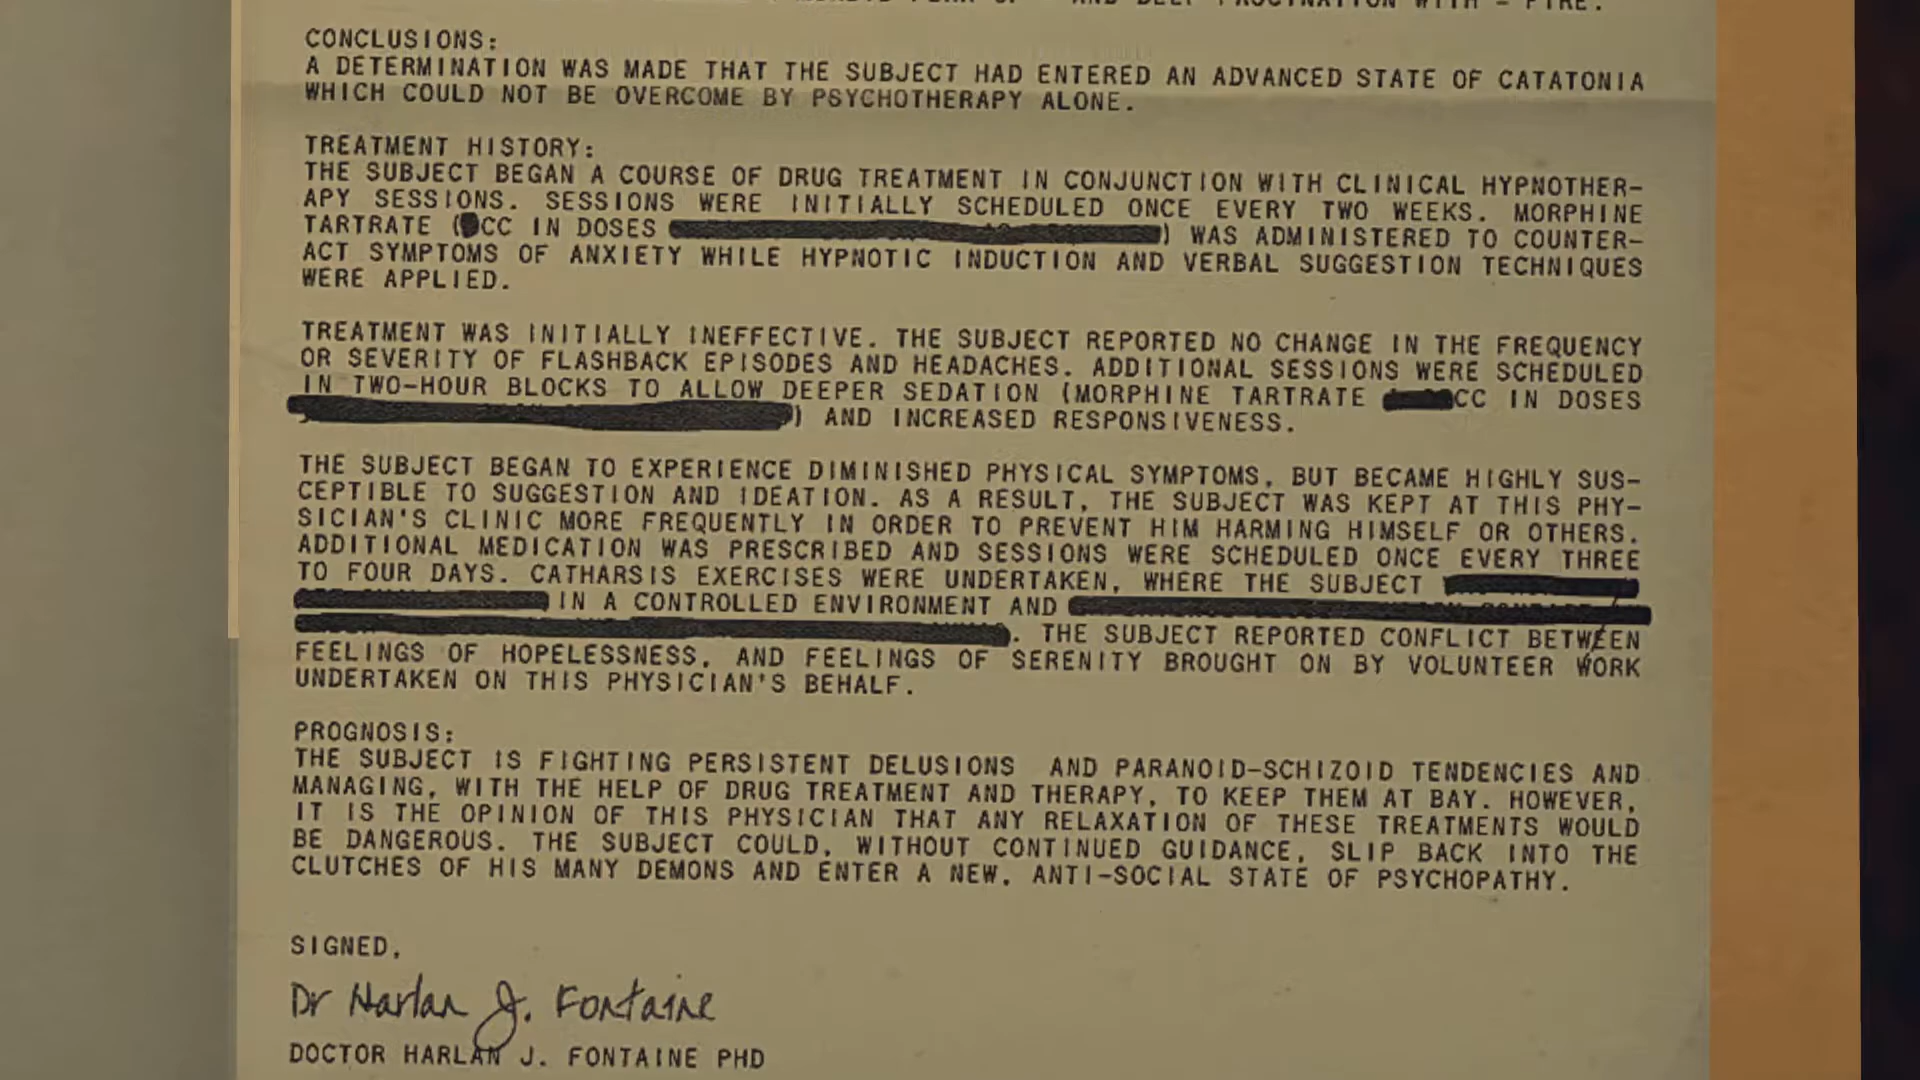 AND DEEP FASCINATION WITH – FIRE.
CONCLUSIONS:
A DETERMINATION WAS MADE THAT THE SUBJECT HAD ENTERED AN ADVANCED STATE OF CATATONIA
WHICH COULD NOT BE OVERCOME BY PSYCHOTHERAPY ALONE.
TREATMENT HISTORY:
THE SUBJECT BEGAN A COURSE OF DRUG TREATMENT IN CONJUNCTION WITH CLINICAL HYPNOTHER-
APY SESSIONS. SESSIONS WERE INITIALLY SCHEDULED ONCE EVERY TWO WEEKS. MORPHINE
TARTRATE ( CC IN DOSES ) WAS ADMINISTERED TO COUNTER-
ACT SYMPTOMS OF ANXIETY WHILE HYPNOTIC INDUCTION AND VERBAL SUGGESTION TECHNIQUES
WERE APPLIED.
TREATMENT WAS INITIALLY INEFFECTIVE. THE SUBJECT REPORTED NO CHANGE IN THE FREQUENCY
OR SEVERITY OF FLASHBACK EPISODES AND HEADACHES. ADDITIONAL SESSIONS WERE SCHEDULED
IN TWO-HOUR BLOCKS TO ALLOW DEEPER SEDATION (MORPHINE TARTRATE CC IN DOSES
) AND INCREASED RESPONSIVENESS.
THE SUBJECT BEGAN TO EXPERIENCE DIMINISHED PHYSICAL SYMPTOMS, BUT BECAME HIGHLY SUS-
CEPTIBLE TO SUGGESTION AND IDEATION. AS A RESULT, THE SUBJECT WAS KEPT AT THIS PHY-
SICIAN'S CLINIC MORE FREQUENTLY IN ORDER TO PREVENT HIM HARMING HIMSELF OR OTHERS.
ADDITIONAL MEDICATION WAS PRESCRIBED AND SESSIONS WERE SCHEDULED ONCE EVERY THREE
TO FOUR DAYS. CATHARSIS EXERCISES WERE UNDERTAKEN, WHERE THE SUBJECT
IN A CONTROLLED ENVIRONMENT AND
. THE SUBJECT REPORTED CONFLICT BETWEEN
FEELINGS OF HOPELESSNESS, AND FEELINGS OF SERENITY BROUGHT ON BY VOLUNTEER WORK
UNDERTAKEN ON THIS PHYSICIAN'S BEHALF.
PROGNOSIS:
THE SUBJECT IS FIGHTING PERSISTENT DELUSIONS AND PARANOID-SCHIZOID TENDENCIES AND
MANAGING, WITH THE HELP OF DRUG TREATMENT AND THERAPY, TO KEEP THEM AT BAY. HOWEVER,
IT IS THE OPINION OF THIS PHYSICIAN THAT ANY RELAXATION OF THESE TREATMENTS WOULD
BE DANGEROUS. THE SUBJECT COULD, WITHOUT CONTINUED GUIDANCE, SLIP BACK INTO THE
CLUTCHES OF HIS MANY DEMONS AND ENTER A NEW, ANTI-SOCIAL STATE OF PSYCHOPATHY.
SIGNED,
Dr Harlan J. Fontaine
DOCTOR HARLAN J. FONTAINE PHD